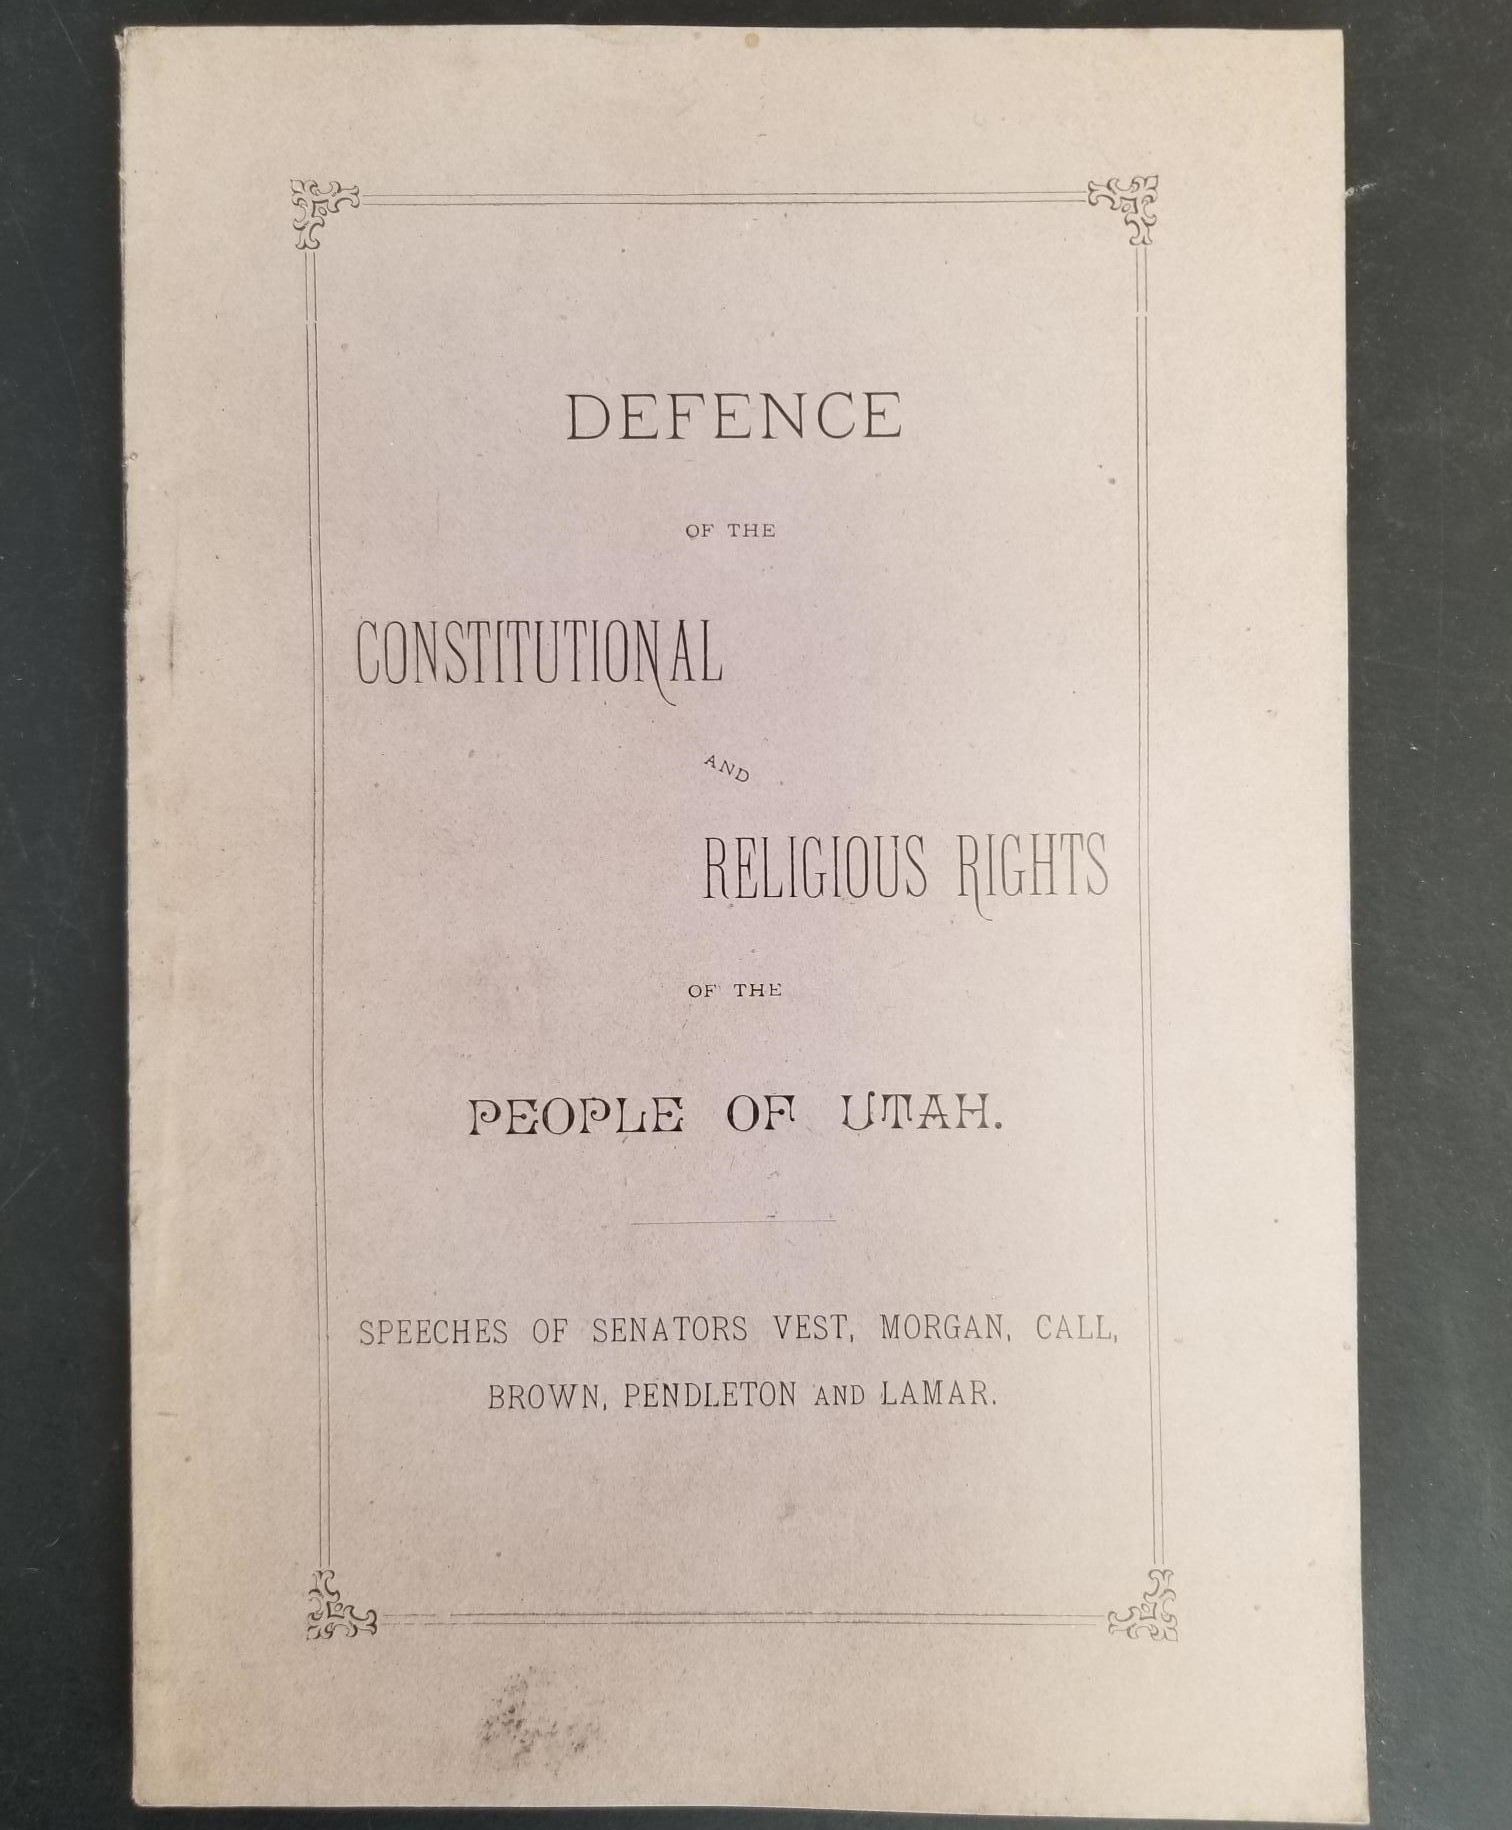 DEFENCE
OF THE
CONSTITUTIONAL
AND
RELIGIOUS RIGHTS
OF THE
PEOPLE OF UTAH.
SPEECHES OF SENATORS VEST, MORGAN, CALL,
BROWN, PENDLETON AND LAMAR.